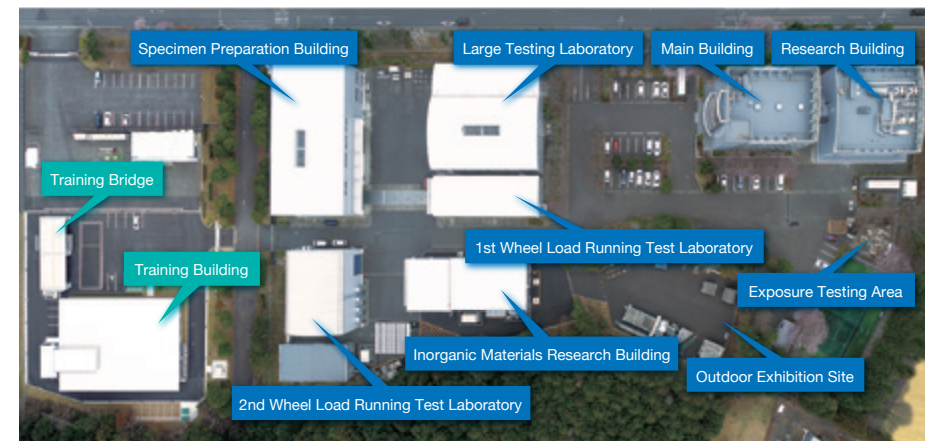 Specimen Preparation Building
Large Testing Laboratory
Main Building
Research Building
Training Bridge
1st Wheel Load Running Test Laboratory
Training Building
Exposure Testing Area
Inorganic Materials Research Building
Outdoor Exhibition Site
2nd Wheel Load Running Test Laboratory